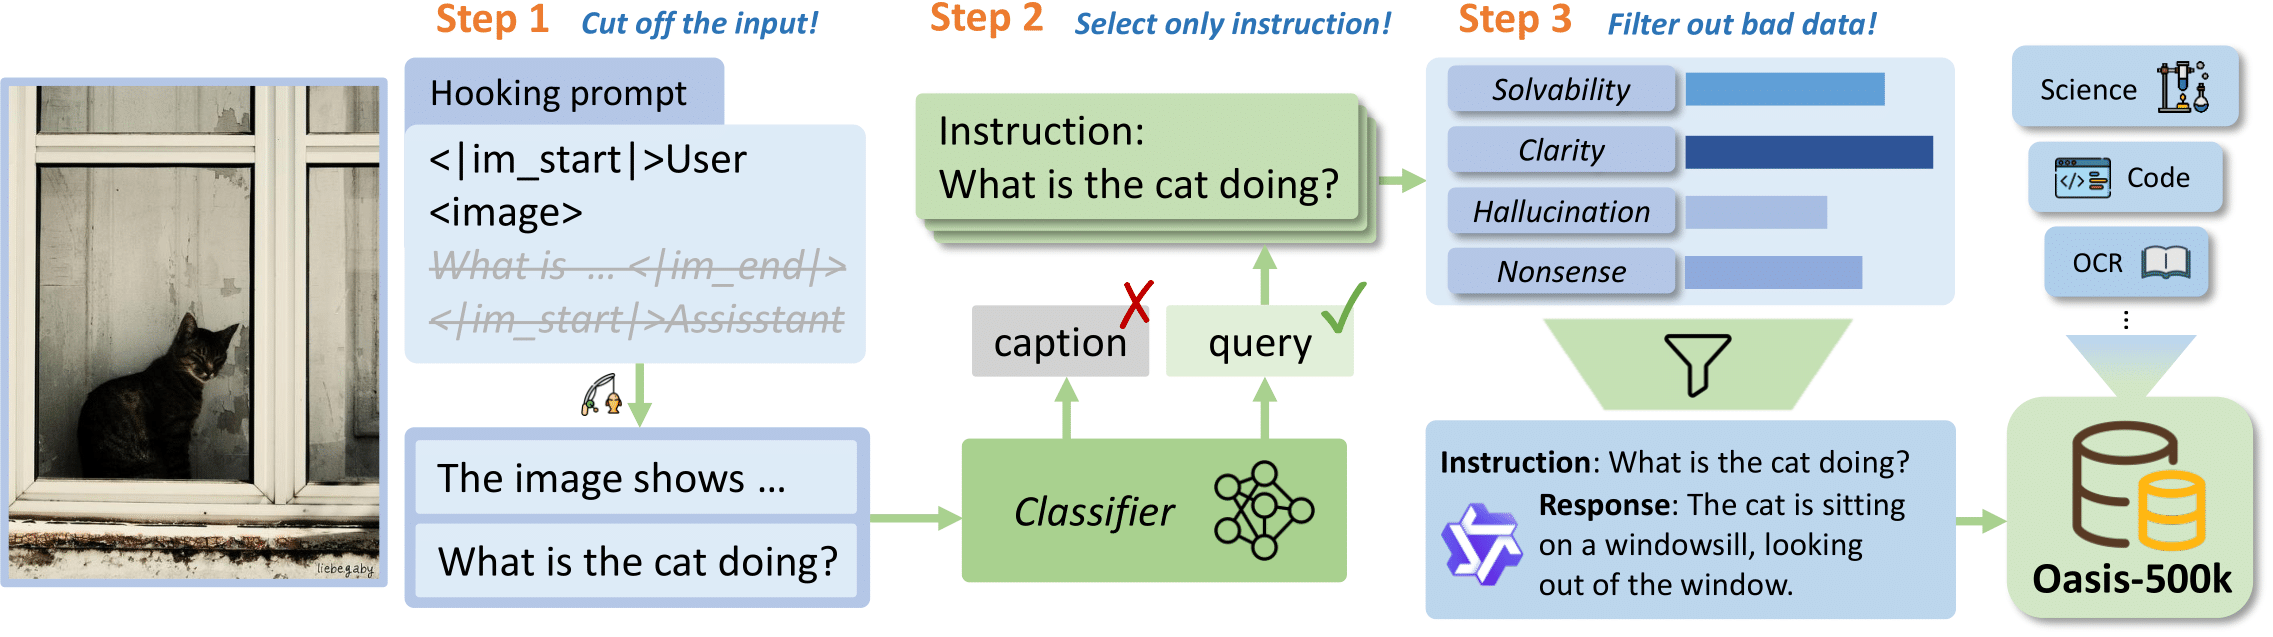 Step 1 Cut off the input!
Hooking prompt
<|im_start|>User
<image>
What is ... <|im_end|>
<|im_start|>Assisstant
The image shows ...
What is the cat doing?
liebegaby
Step 2 Select only instruction!
Instruction:
What is the cat doing?
caption
query
Classifier
Step 3 Filter out bad data!
Solvability
Clarity
Hallucination
Nonsense
Instruction: What is the cat doing?
Response: The cat is sitting
on a windowsill, looking
out of the window.
Science
Code
OCR
⋮
Oasis-500k